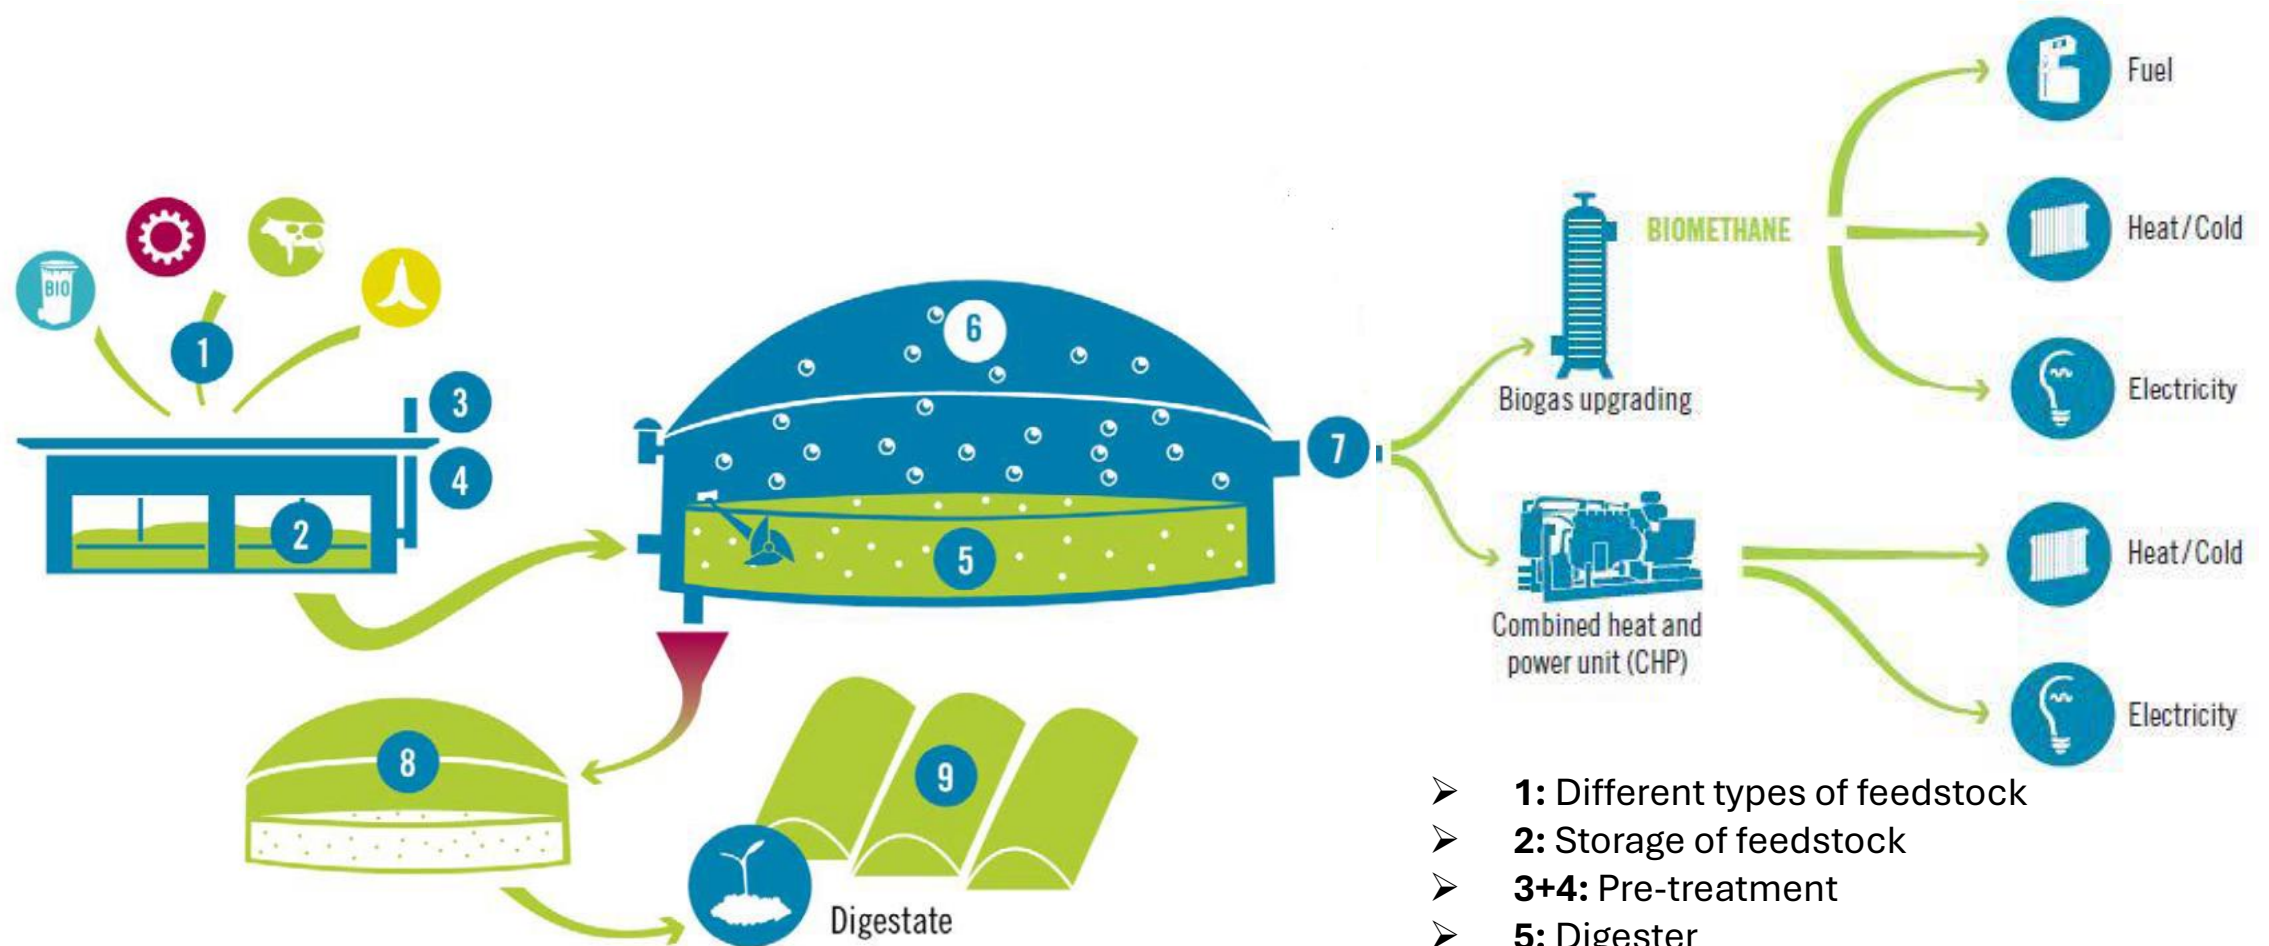 BIO
1
2
3
4
5
6
7
8
9
Digestate
Biogas upgrading
BIOMETHANE
Combined heat and
power unit (CHP)
Fuel
Heat/Cold
Electricity
Heat/Cold
Electricity
➢ 1: Different types of feedstock
➢ 2: Storage of feedstock
➢ 3+4: Pre-treatment
➢ 5: Digester